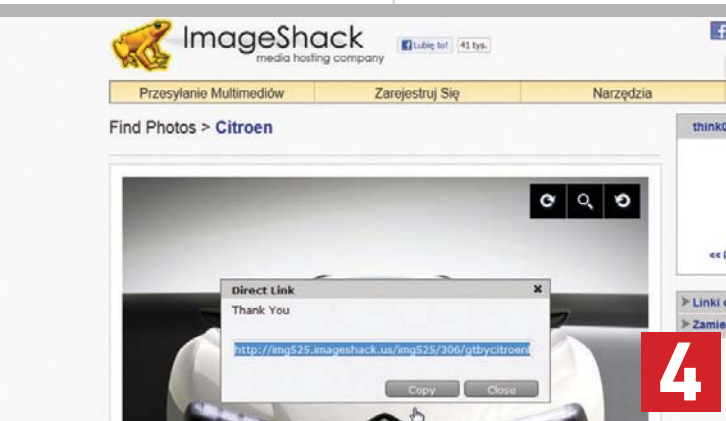 ImageShack
media hosting company
Lubię to! 41 tys.
Przesyłanie Multimediów Zarejestruj Się Narzędzia
Find Photos > Citroen
Direct Link
Thank You
http://img525.imageshack.us/img525/306/gtbycitroen
Copy Close
Linki
4